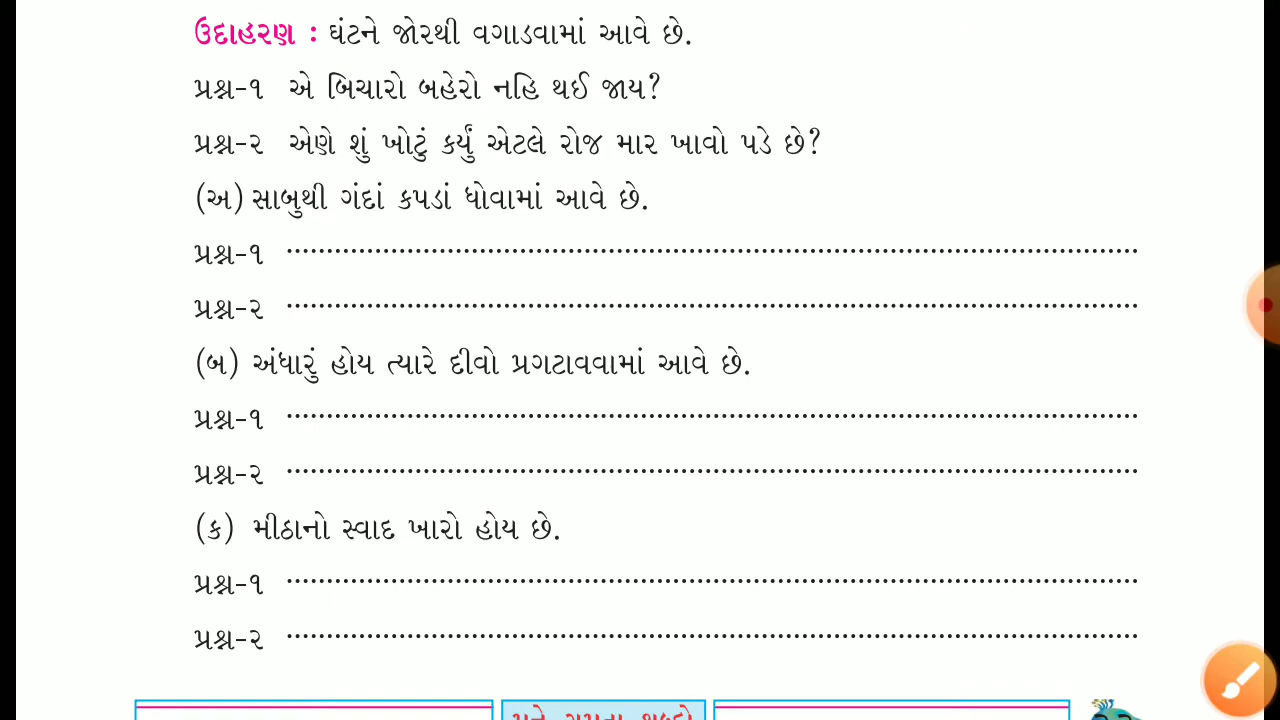 ઉદાહરણ : ઘંટને જોરથી વગાડવામાં આવે છે.
પ્રશ્ન-૧ એ બિચારો બહેરો નહિ થઈ જાય?
પ્રશ્ન-૨ એણે શું ખોટું કર્યું એટલે રોજ માર ખાવો પડે છે?
(અ) સાબુથી ગંદાં કપડાં ધોવામાં આવે છે.
પ્રશ્ન-૧
પ્રશ્ન-૨
(બ) અંધારું હોય ત્યારે દીવો પ્રગટાવવામાં આવે છે.
પ્રશ્ન-૧
પ્રશ્ન-૨
(ક) મીઠાનો સ્વાદ ખારો હોય છે.
પ્રશ્ન-૧
પ્રશ્ન-૨